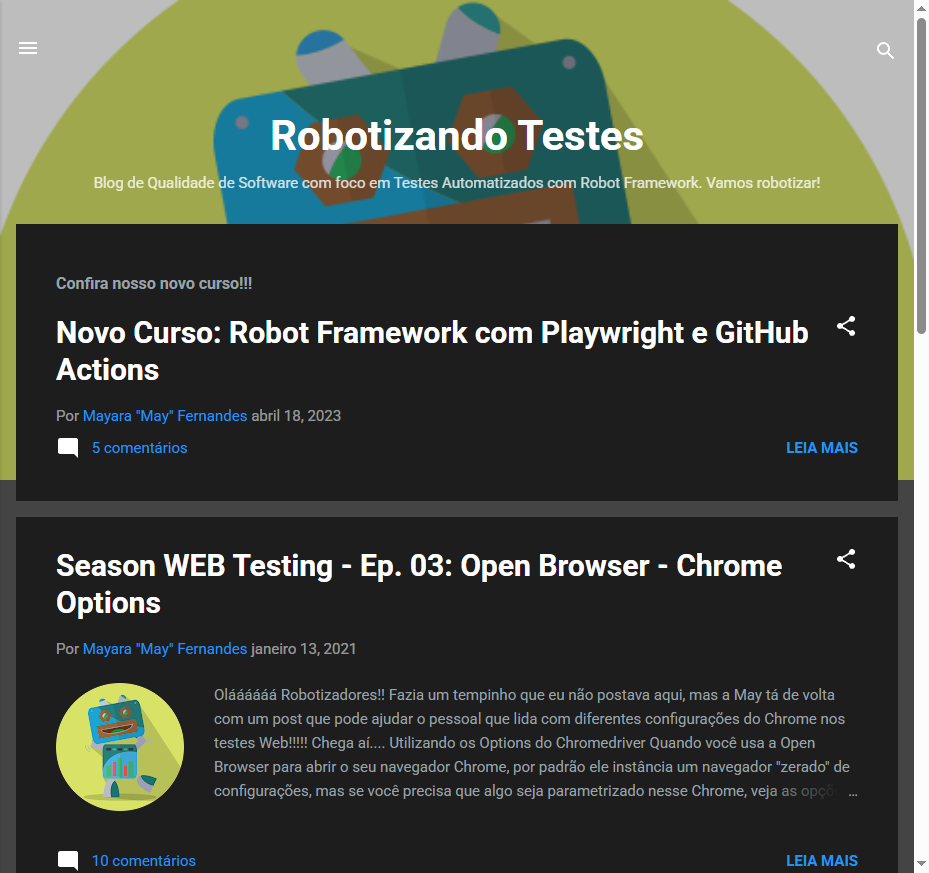 Robotizando Testes
Blog de Qualidade de Software com foco em Testes Automatizados com Robot Framework. Vamos robotizar!
Confira nosso novo curso!!!
Novo Curso: Robot Framework com Playwright e GitHub
Actions
Por Mayara "May" Fernandes abril 18, 2023
5 comentários
LEIA MAIS
Season WEB Testing - Ep. 03: Open Browser - Chrome
Options
Por Mayara "May" Fernandes janeiro 13, 2021
Oláááááá Robotizadores!! Fazia um tempinho que eu não postava aqui, mas a May tá de volta
com um post que pode ajudar o pessoal que lida com diferentes configurações do Chrome nos
testes Web!!!!! Chega aí.... Utilizando os Options do Chromedriver Quando você usa a Open
Browser para abrir o seu navegador Chrome, por padrão ele instância um navegador "zerado" de
configurações, mas se você precisa que algo seja parametrizado nesse Chrome, veja as opçõ …
10 comentários
LEIA MAIS